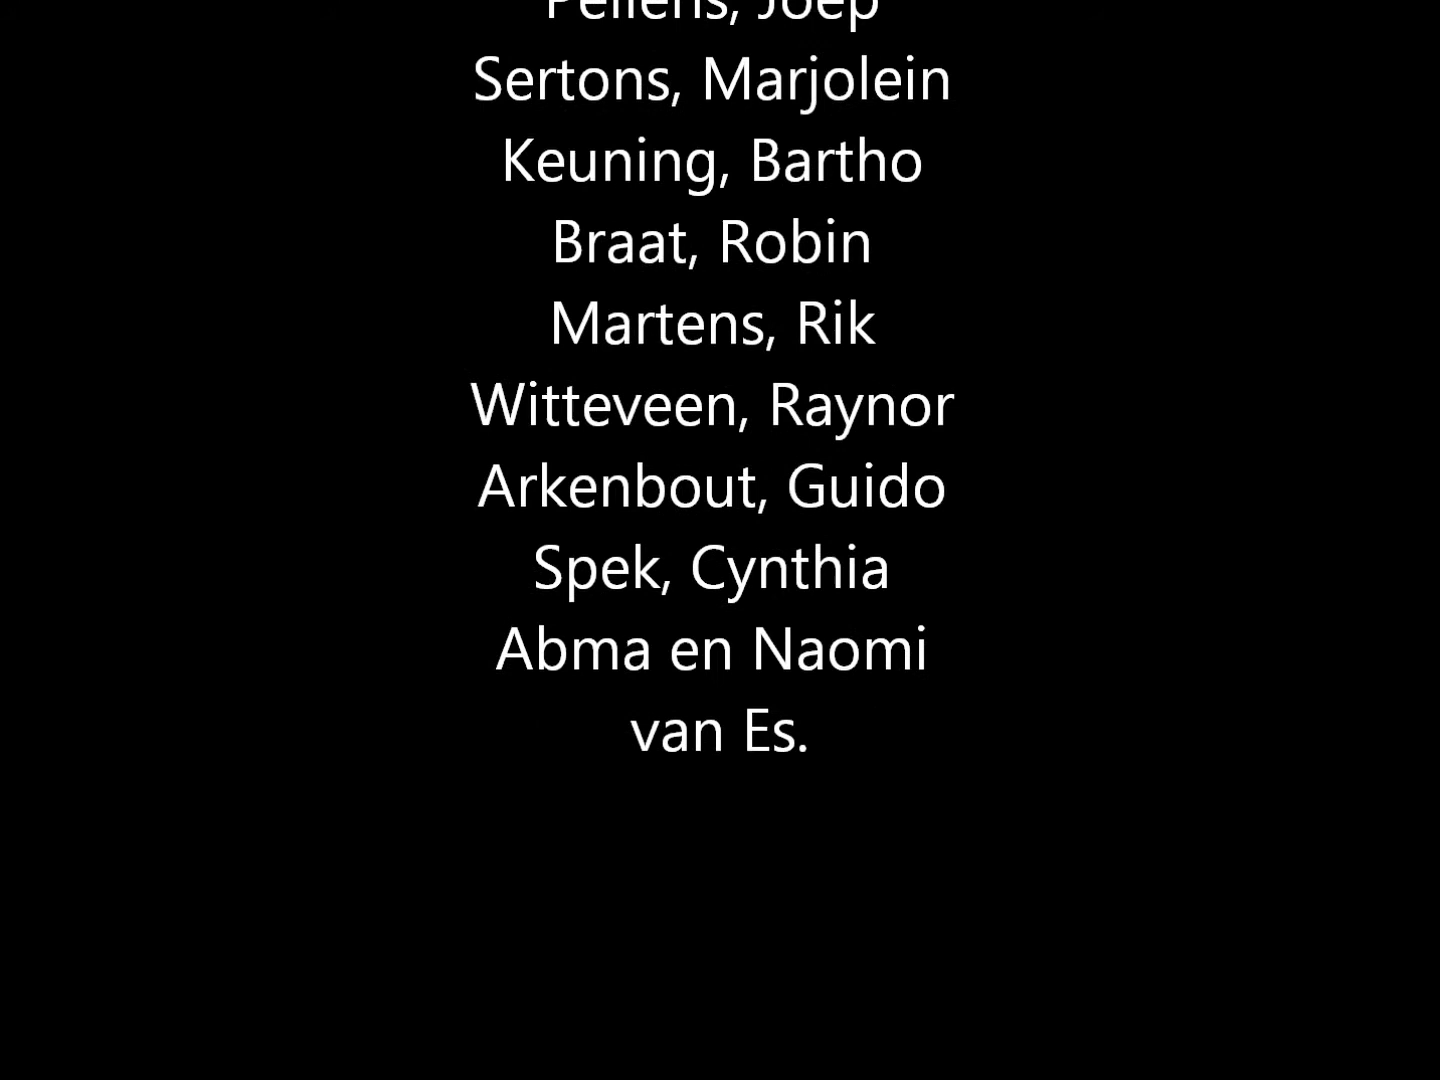 Joep
Sertons, Marjolein
Keuning, Bartho
Braat, Robin
Martens, Rik
Witteveen, Raynor
Arkenbout, Guido
Spek, Cynthia
Abma en Naomi
van Es.